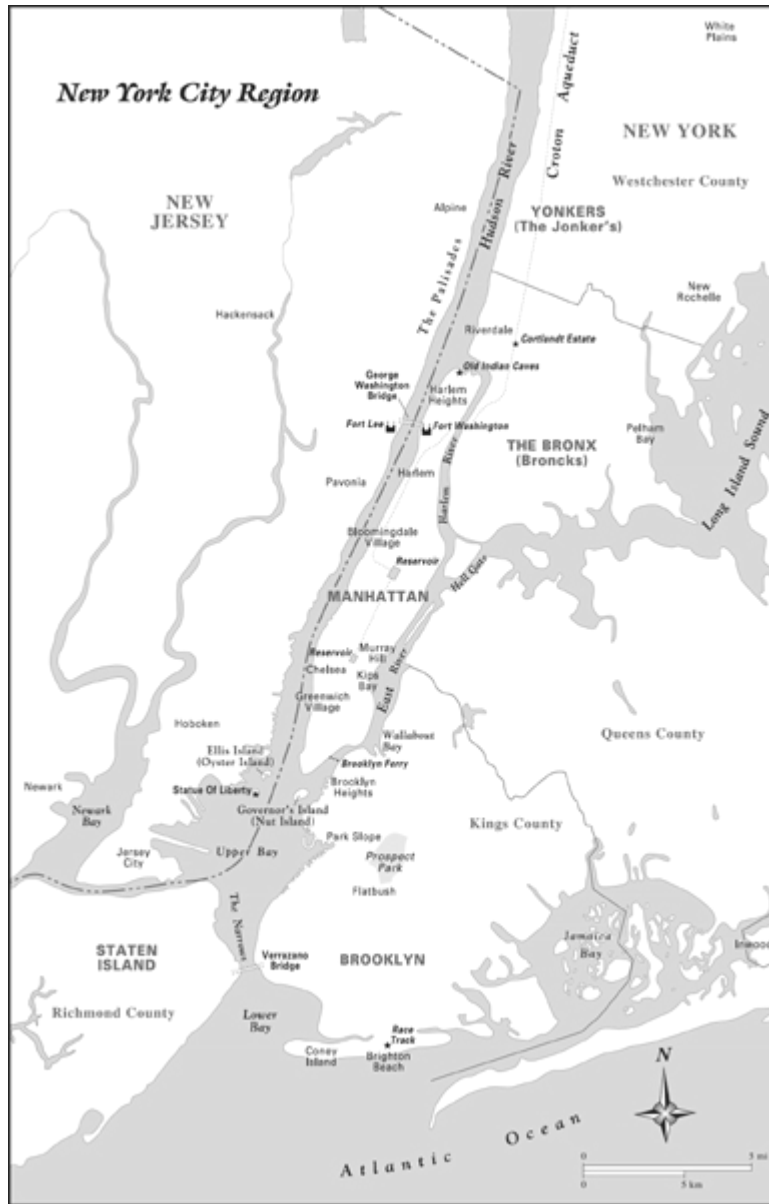 White
Plains
New York City Region
Croton Aqueduct
NEW YORK
Westchester County
NEW
JERSEY
Hudson River
Alpine
YONKERS
(The Jonker's)
The Palisades
New
Rochelle
Hackensack
Riverdale
Cortlandt Estate
Old Indian Caves
George
Washington
Bridge
Harlem
Heights
Fort Lee
Fort Washington
Pelham
Bay
THE BRONX
(Broncks)
Long Island Sound
Harlem River
Harlem
Pavonia
Bloomingdale
Village
Reservoir
Hell Gate
MANHATTAN
Reservoir
Murray
Hill
Chelsea
Kips
Bay
East River
Greenwich
Village
Hoboken
Wallabout
Bay
Queens County
Ellis Island
(Oyster Island)
Brooklyn Ferry
Newark
Statue Of Liberty
Brooklyn
Heights
Newark
Bay
Governor's Island
(Nut Island)
Kings County
Park Slope
Jersey
City
Upper Bay
Prospect
Park
Flatbush
The Narrows
STATEN
ISLAND
Verrazano
Bridge
BROOKLYN
Jamaica
Bay
Inwood
Richmond County
Lower
Bay
Race
Track
Coney
Island
Brighton
Beach
N
Atlantic Ocean
0 5 mi
0 5 km